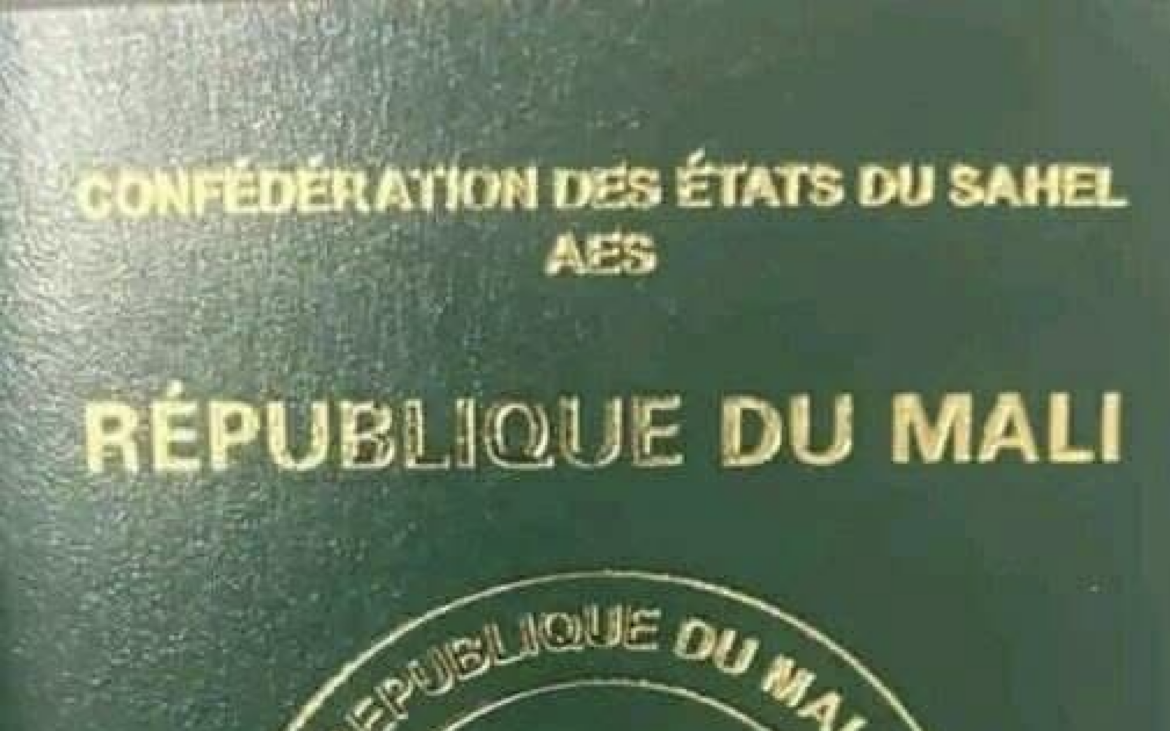 CONFÉDÉRATION DES ÉTATS DU SAHEL
AES
RÉPUBLIQUE DU MALI
REPUBLIQUE DU MALI